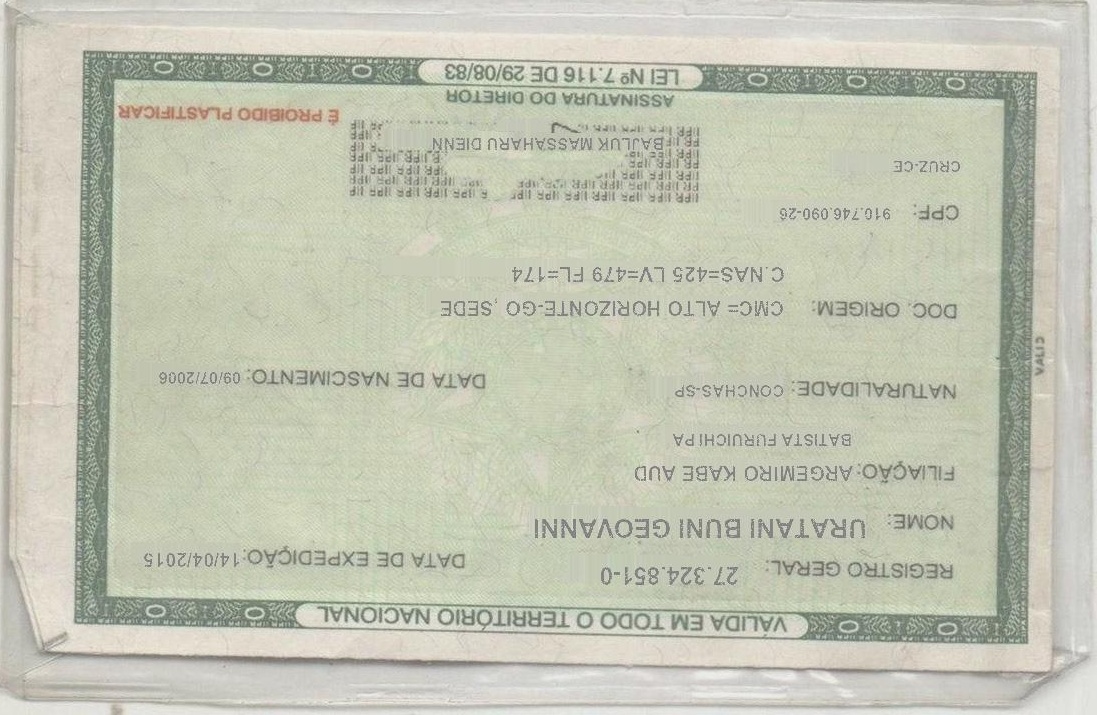 VÁLIDA EM TODO O TERRITÓRIO NACIONAL
REGISTRO GERAL: 27.324.851-0 DATA DE EXPEDIÇÃO: 14/04/2015
NOME: URATANI BUNI GEOVANNI
FILIAÇÃO: ARGEMIRO KABE AUD
BATISTA FURUICHI PA
NATURALIDADE: CONCHAS-SP DATA DE NASCIMENTO: 09/07/2006
DOC. ORIGEM: CMC= ALTO HORIZONTE-GO, SEDE
C.NAS=425 LV=479 FL=174
CPF: 910.746.090-26
CRUZ-CE
BAJLUK MASSAHARU DIENN
É PROIBIDO PLASTIFICAR
ASSINATURA DO DIRETOR
LEI Nº 7.116 DE 29/08/83